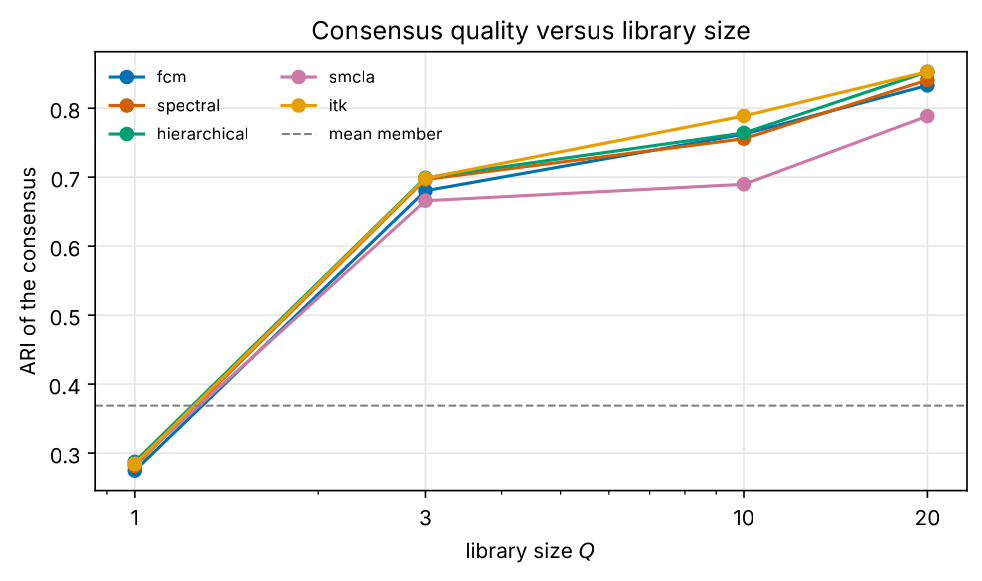 Consensus quality versus library size
fcm
spectral
hierarchical
smcla
itk
mean member
ARI of the consensus
0.8
0.7
0.6
0.5
0.4
0.3
1 3 10 20
library size Q